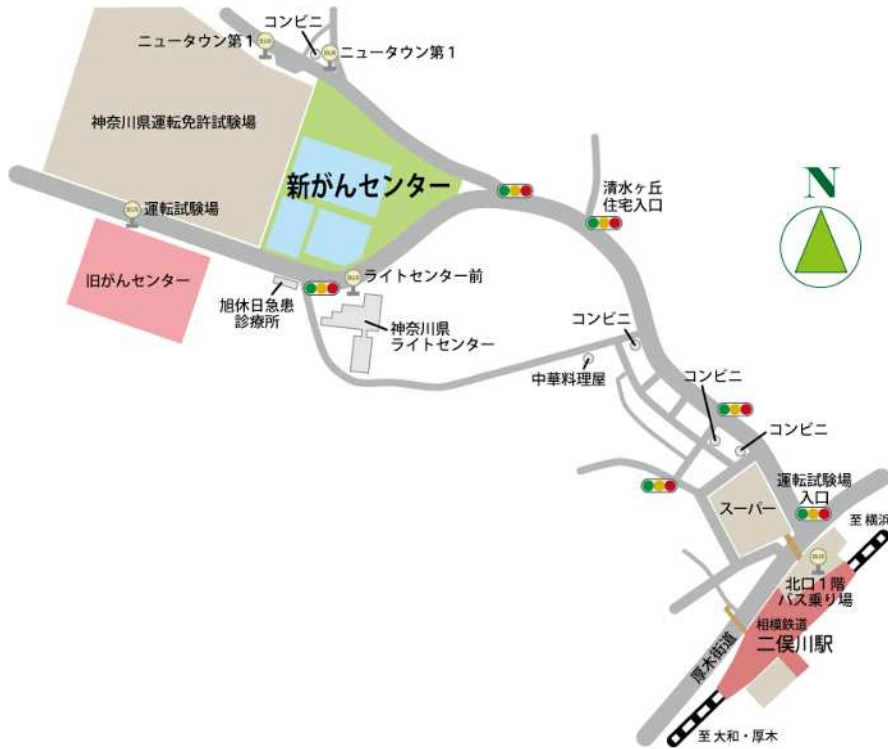 コンビニ
ニュータウン第1
BUS
BUS
ニュータウン第1
神奈川県運転免許試験場
新がんセンター
清水ヶ丘
住宅入口
N
BUS
運転試験場
旧がんセンター
BUS
ライトセンター前
旭休日急患
診療所
神奈川県
ライトセンター
コンビニ
中華料理屋
コンビニ
コンビニ
運転試験場
入口
スーパー
至 横浜
BUS
北口1階
バス乗り場
相模鉄道
二俣川駅
厚木街道
至 大和・厚木